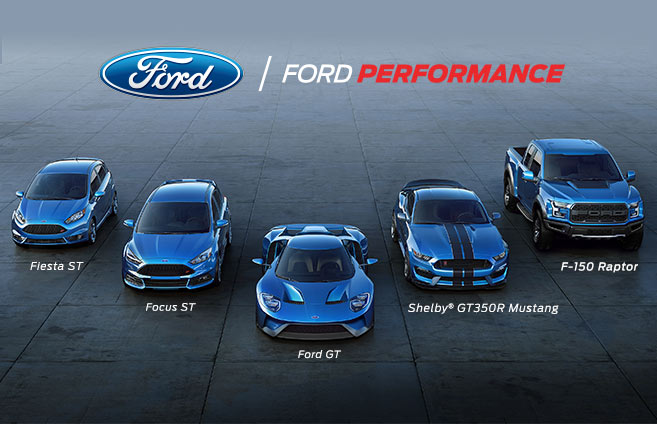 Ford | FORD PERFORMANCE
Fiesta ST
Focus ST
Ford GT
Shelby® GT350R Mustang
F-150 Raptor
FORD